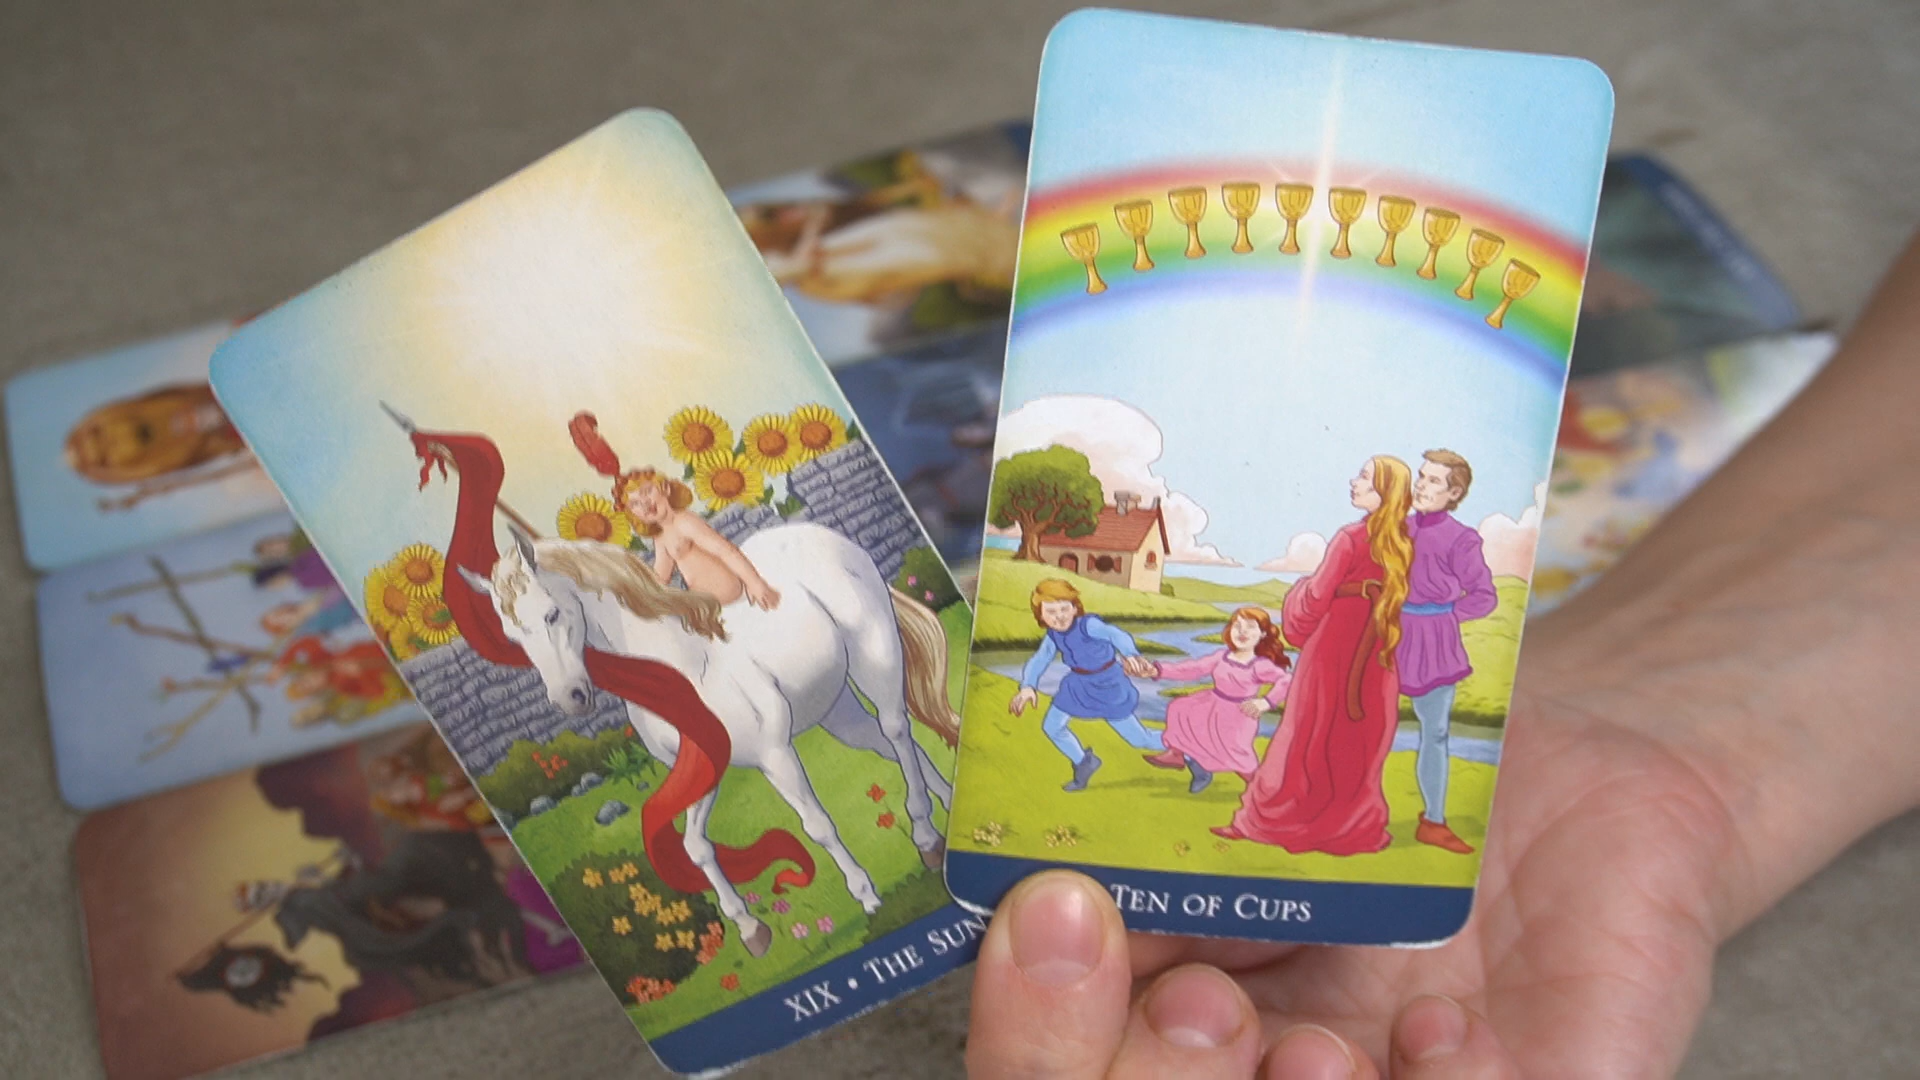 XIX • THE SUN
TEN OF CUPS